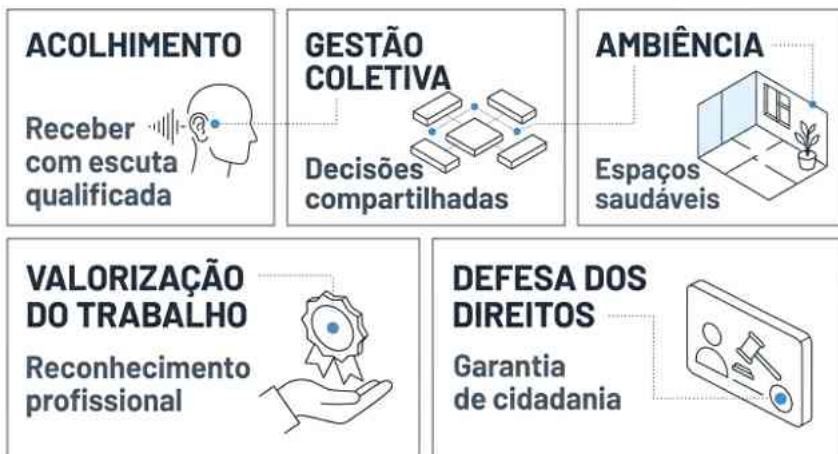 ACOLHIMENTO
Receber
com escuta
qualificada
GESTÃO
COLETIVA
Decisões
compartilhadas
AMBIÊNCIA
Espaços
saudáveis
VALORIZAÇÃO
DO TRABALHO
Reconhecimento
profissional
DEFESA DOS
DIREITOS
Garantia
de cidadania